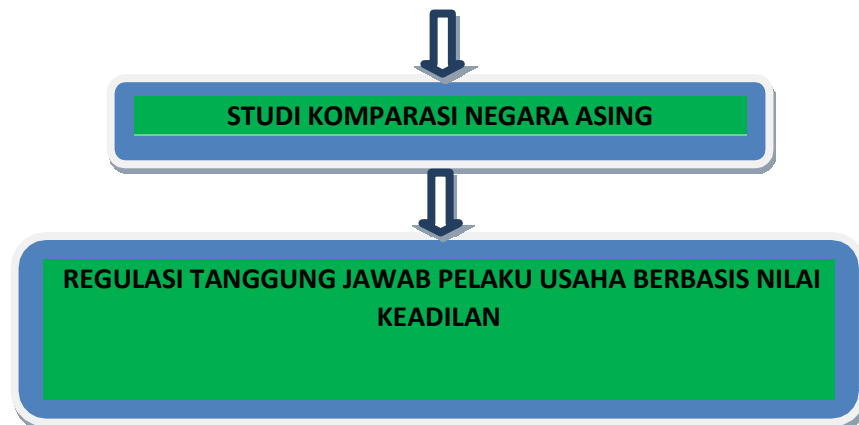 STUDI KOMPARASI NEGARA ASING
REGULASI TANGGUNG JAWAB PELAKU USAHA BERBASIS NILAI
KEADILAN